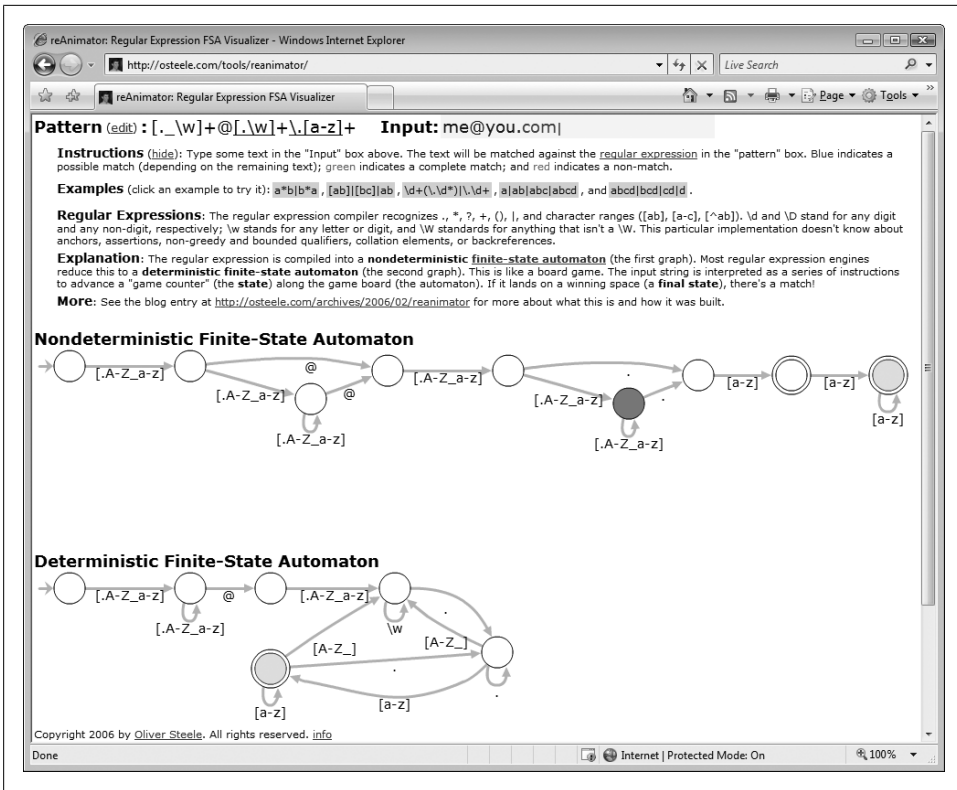 reAnimator: Regular Expression FSA Visualizer - Windows Internet Explorer
http://osteele.com/tools/reanimator/
Live Search
reAnimator: Regular Expression FSA Visualizer
Page
Tools
Pattern (edit) : [._\w]+@[.\w]+\.[a-z]+ Input: me@you.com|
Instructions (hide): Type some text in the "Input" box above. The text will be matched against the regular expression in the "pattern" box. Blue indicates a
possible match (depending on the remaining text); green indicates a complete match; and red indicates a non-match.
Examples (click an example to try it): a*b|b*a , [ab]|[bc]|ab , \d+(\.\d*)|\.\d+ , a|ab|abc|abcd , and abcd|bcd|cd|d .
Regular Expressions: The regular expression compiler recognizes ., *, ?, +, (), |, and character ranges ([ab], [a-c], [^ab]). \d and \D stand for any digit
and any non-digit, respectively; \w stands for any letter or digit, and \W standards for anything that isn't a \W. This particular implementation doesn't know about
anchors, assertions, non-greedy and bounded qualifiers, collation elements, or backreferences.
Explanation: The regular expression is compiled into a nondeterministic finite-state automaton (the first graph). Most regular expression engines
reduce this to a deterministic finite-state automaton (the second graph). This is like a board game. The input string is interpreted as a series of instructions
to advance a "game counter" (the state) along the game board (the automaton). If it lands on a winning space (a final state), there's a match!
More: See the blog entry at http://osteele.com/archives/2006/02/reanimator for more about what this is and how it was built.
Nondeterministic Finite-State Automaton
[.A-Z_a-z]
@
[.A-Z_a-z]
.
[a-z]
[a-z]
[.A-Z_a-z]
@
[.A-Z_a-z]
.
[a-z]
[.A-Z_a-z]
[.A-Z_a-z]
Deterministic Finite-State Automaton
[.A-Z_a-z]
@
[.A-Z_a-z]
.
[.A-Z_a-z]
\w
[A-Z_]
[A-Z_]
.
[a-z]
[a-z]
.
Copyright 2006 by Oliver Steele. All rights reserved. info
Done
Internet | Protected Mode: On
100%